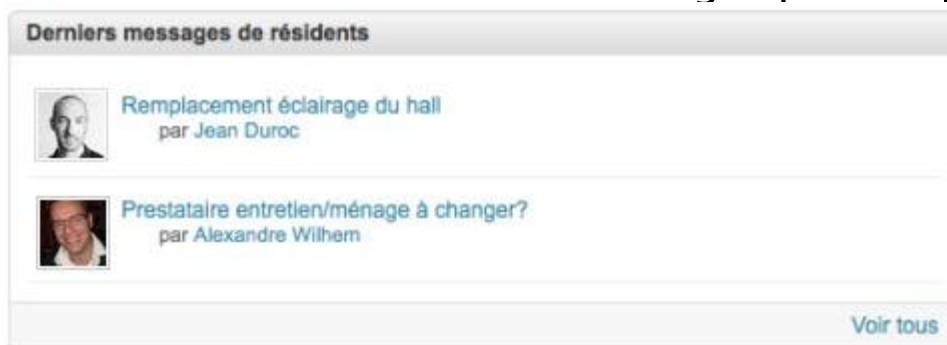 Derniers messages de résidents
Remplacement éclairage du hall
par Jean Duroc
Prestataire entretien/ménage à changer?
par Alexandre Wilhem
Voir tous